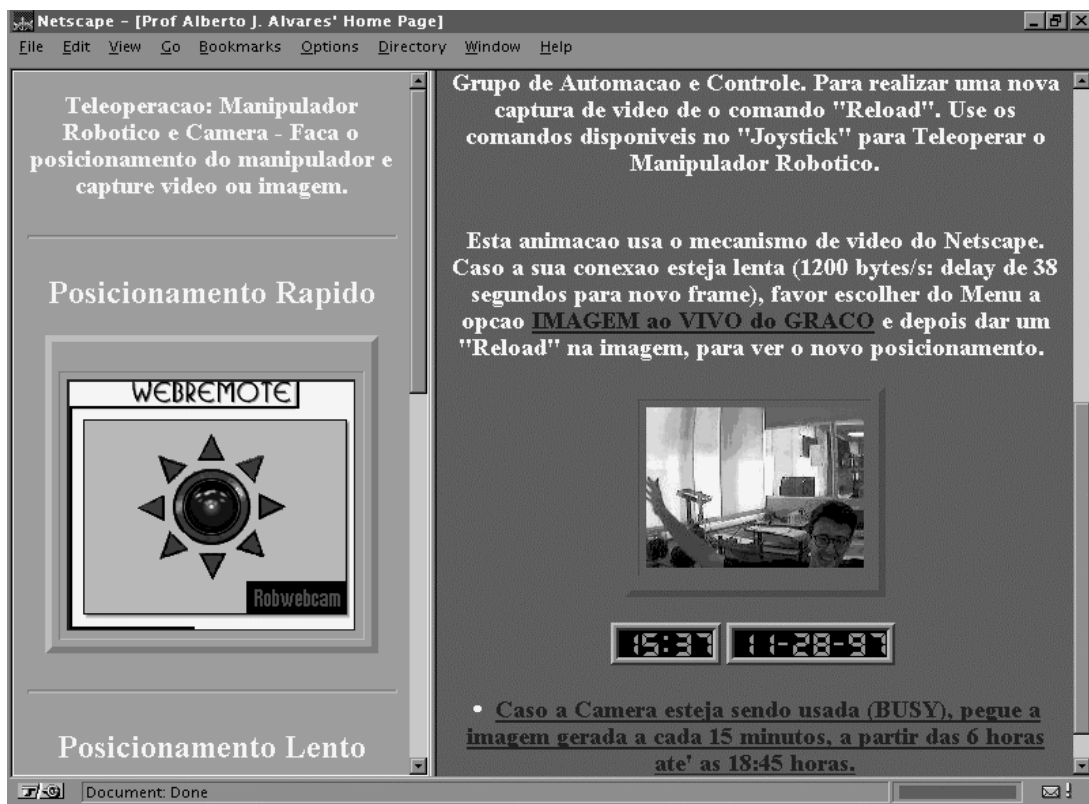 Netscape - [Prof Alberto J. Alvares' Home Page]
File Edit View Go Bookmarks Options Directory Window Help
Teleoperacao: Manipulador
Robotico e Camera - Faca o
posicionamento do manipulador e
capture video ou imagem.
Posicionamento Rapido
WEBREMOTE
Robwebcam
Posicionamento Lento
Grupo de Automacao e Controle. Para realizar uma nova
captura de video de o comando "Reload". Use os
comandos disponiveis no "Joystick" para Teleoperar o
Manipulador Robotico.
Esta animacao usa o mecanismo de video do Netscape.
Caso a sua conexao esteja lenta (1200 bytes/s: delay de 38
segundos para novo frame), favor escolher do Menu a
opcao IMAGEM ao VIVO do GRACO e depois dar um
"Reload" na imagem, para ver o novo posicionamento.
15:37 11-28-97
• Caso a Camera esteja sendo usada (BUSY), pegue a
imagem gerada a cada 15 minutos, a partir das 6 horas
ate' as 18:45 horas.
Document: Done